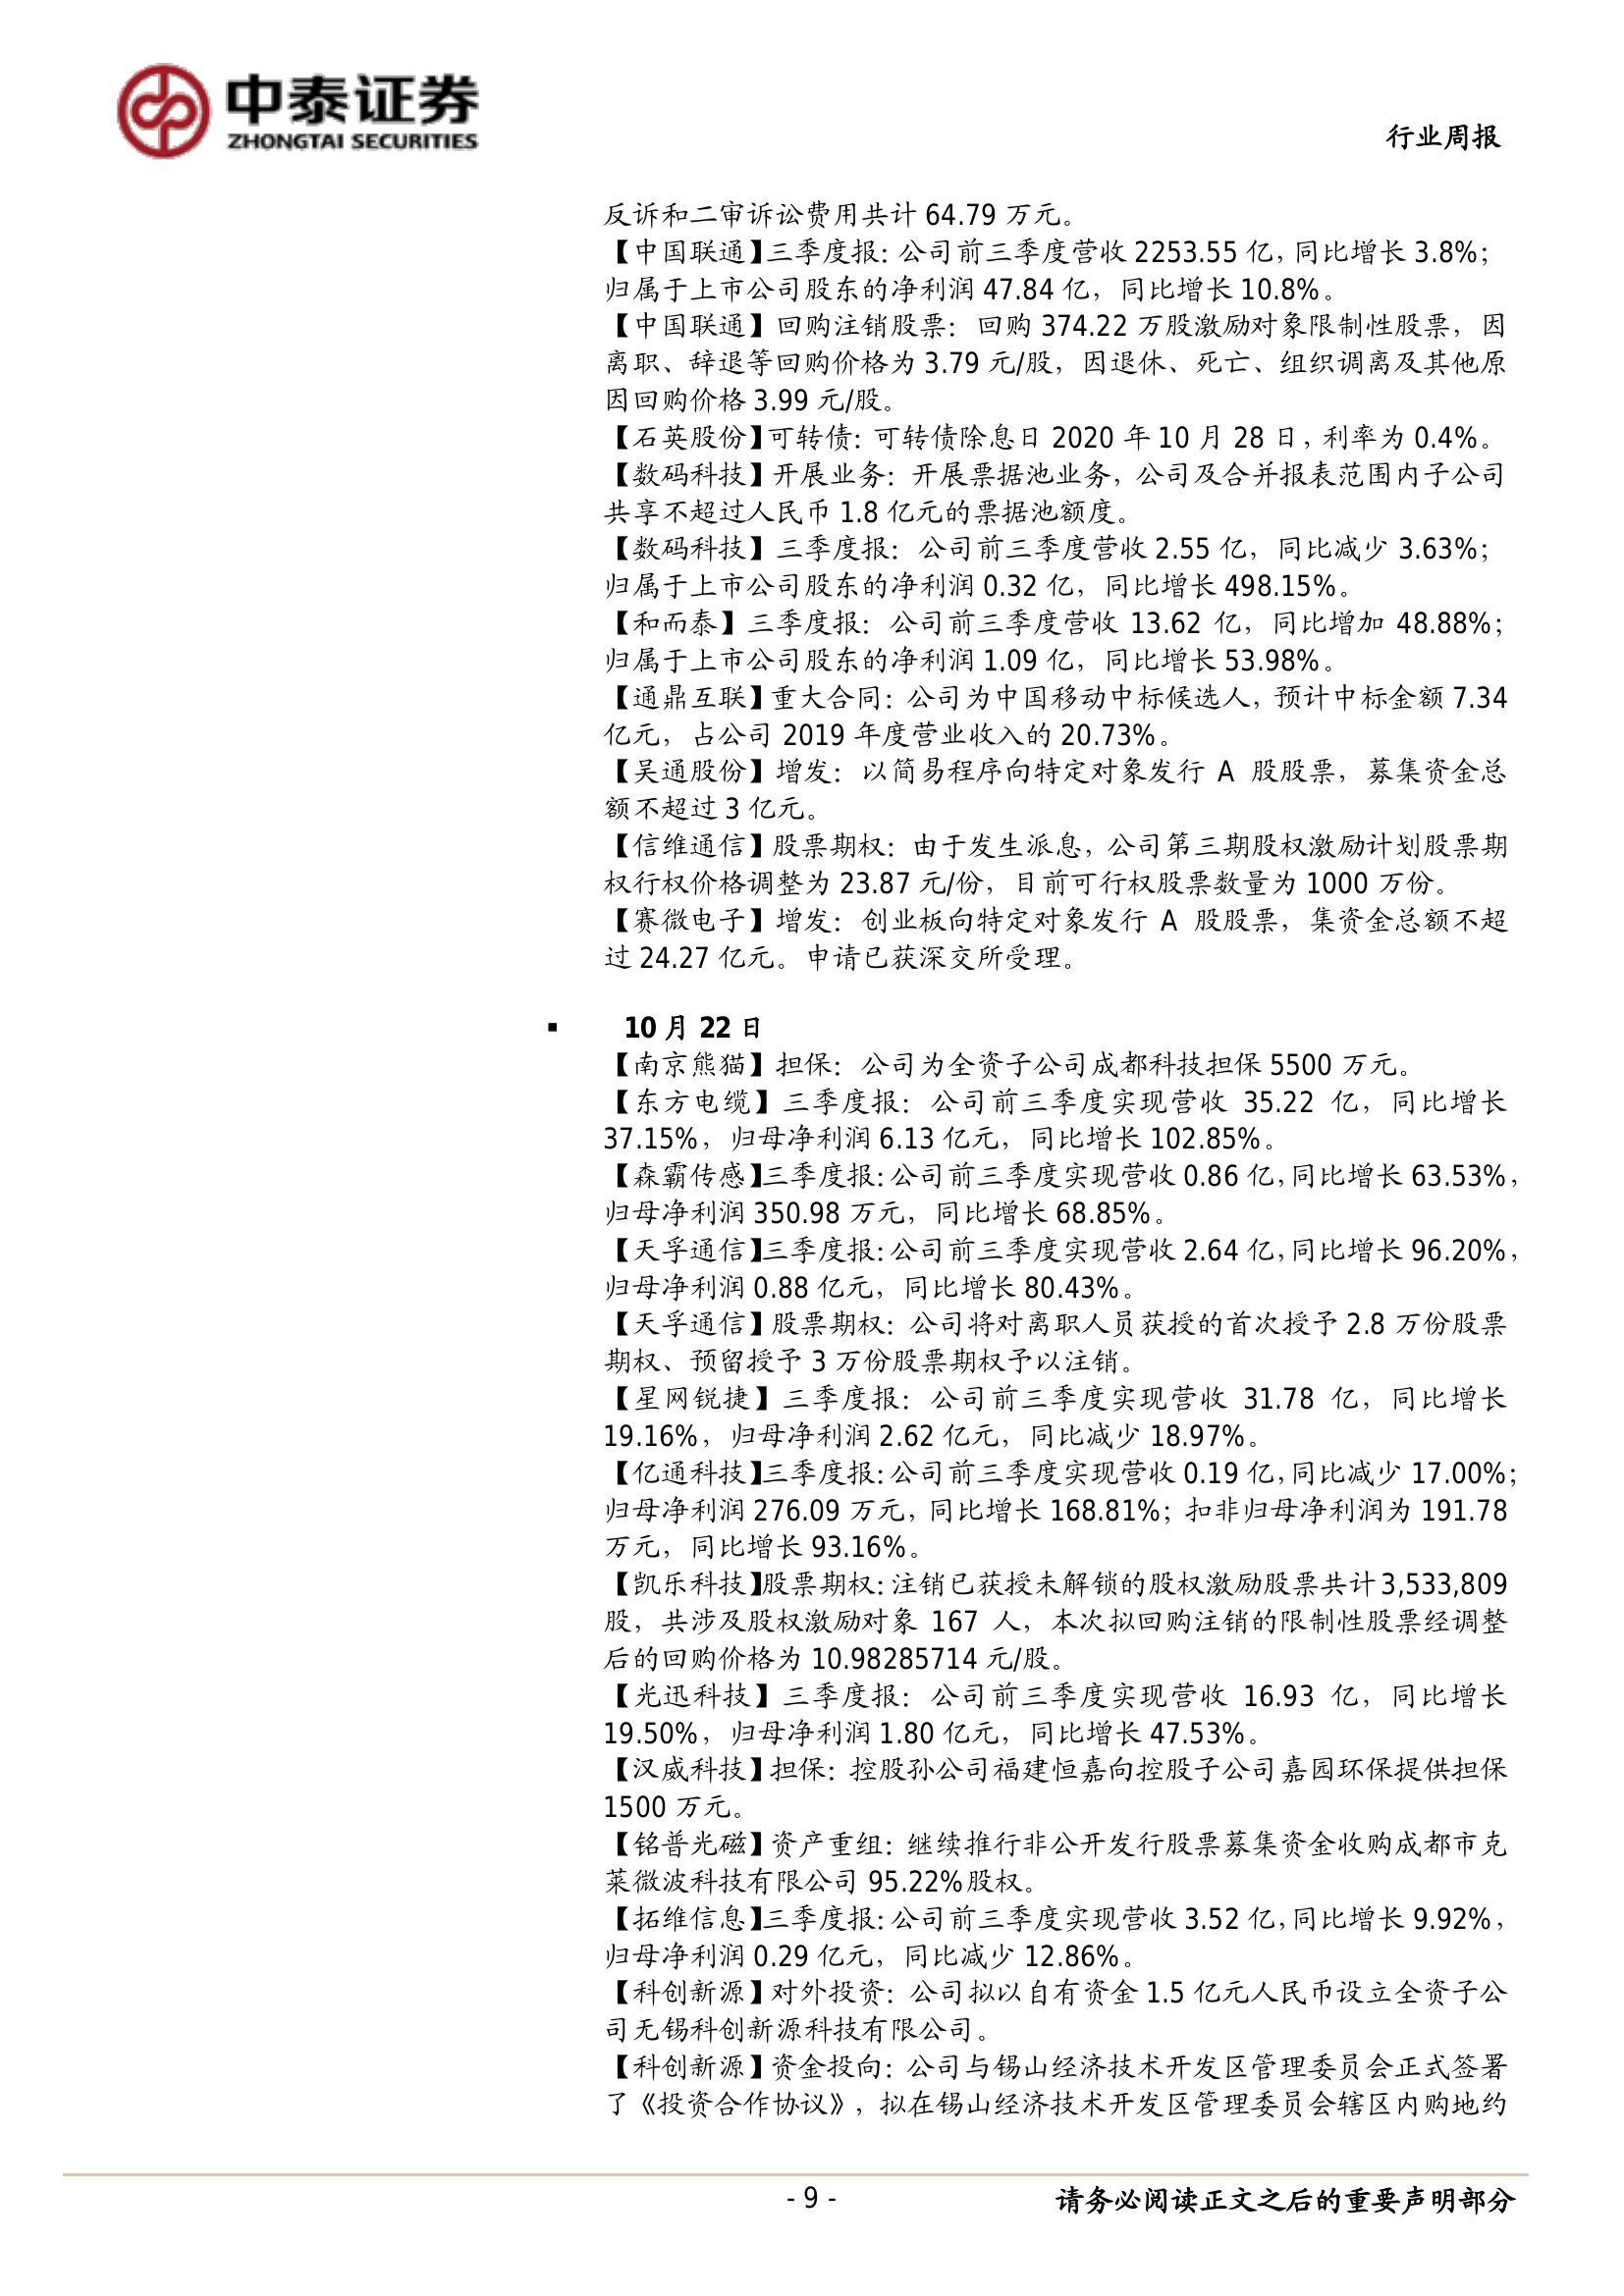 中泰证券
ZHONGTAI SECURITIES
行业周报
反诉和二审诉讼费用共计 64.79 万元。
【中国联通】三季度报：公司前三季度营收 2253.55 亿，同比增长 3.8%；
归属于上市公司股东的净利润 47.84 亿，同比增长 10.8%。
【中国联通】回购注销股票：回购 374.22 万股激励对象限制性股票，因
离职、辞退等回购价格为 3.79 元/股，因退休、死亡、组织调离及其他原
因回购价格 3.99 元/股。
【石英股份】可转债：可转债除息日 2020 年 10 月 28 日，利率为 0.4%。
【数码科技】开展业务：开展票据池业务，公司及合并报表范围内子公司
共享不超过人民币 1.8 亿元的票据池额度。
【数码科技】三季度报：公司前三季度营收 2.55 亿，同比减少 3.63%；
归属于上市公司股东的净利润 0.32 亿，同比增长 498.15%。
【和而泰】三季度报：公司前三季度营收 13.62 亿，同比增加 48.88%；
归属于上市公司股东的净利润 1.09 亿，同比增长 53.98%。
【通鼎互联】重大合同：公司为中国移动中标候选人，预计中标金额 7.34
亿元，占公司 2019 年度营业收入的 20.73%。
【吴通股份】增发：以简易程序向特定对象发行 A 股股票，募集资金总
额不超过 3 亿元。
【信维通信】股票期权：由于发生派息，公司第三期股权激励计划股票期
权行权价格调整为 23.87 元/份，目前可行权股票数量为 1000 万份。
【赛微电子】增发：创业板向特定对象发行 A 股股票，集资金总额不超
过 24.27 亿元。申请已获深交所受理。
▪ 10 月 22 日
【南京熊猫】担保：公司为全资子公司成都科技担保 5500 万元。
【东方电缆】三季度报：公司前三季度实现营收 35.22 亿，同比增长
37.15%，归母净利润 6.13 亿元，同比增长 102.85%。
【森霸传感】三季度报：公司前三季度实现营收 0.86 亿，同比增长 63.53%，
归母净利润 350.98 万元，同比增长 68.85%。
【天孚通信】三季度报：公司前三季度实现营收 2.64 亿，同比增长 96.20%，
归母净利润 0.88 亿元，同比增长 80.43%。
【天孚通信】股票期权：公司将对离职人员获授的首次授予 2.8 万份股票
期权、预留授予 3 万份股票期权予以注销。
【星网锐捷】三季度报：公司前三季度实现营收 31.78 亿，同比增长
19.16%，归母净利润 2.62 亿元，同比减少 18.97%。
【亿通科技】三季度报：公司前三季度实现营收 0.19 亿，同比减少 17.00%；
归母净利润 276.09 万元，同比增长 168.81%；扣非归母净利润为 191.78
万元，同比增长 93.16%。
【凯乐科技】股票期权：注销已获授未解锁的股权激励股票共计 3,533,809
股，共涉及股权激励对象 167 人，本次拟回购注销的限制性股票经调整
后的回购价格为 10.98285714 元/股。
【光迅科技】三季度报：公司前三季度实现营收 16.93 亿，同比增长
19.50%，归母净利润 1.80 亿元，同比增长 47.53%。
【汉威科技】担保：控股孙公司福建恒嘉向控股子公司嘉园环保提供担保
1500 万元。
【铭普光磁】资产重组：继续推行非公开发行股票募集资金收购成都市克
莱微波科技有限公司 95.22%股权。
【拓维信息】三季度报：公司前三季度实现营收 3.52 亿，同比增长 9.92%，
归母净利润 0.29 亿元，同比减少 12.86%。
【科创新源】对外投资：公司拟以自有资金 1.5 亿元人民币设立全资子公
司无锡科创新源科技有限公司。
【科创新源】资金投向：公司与锡山经济技术开发区管理委员会正式签署
了《投资合作协议》，拟在锡山经济技术开发区管理委员会辖区内购地约
- 9 -
请务必阅读正文之后的重要声明部分